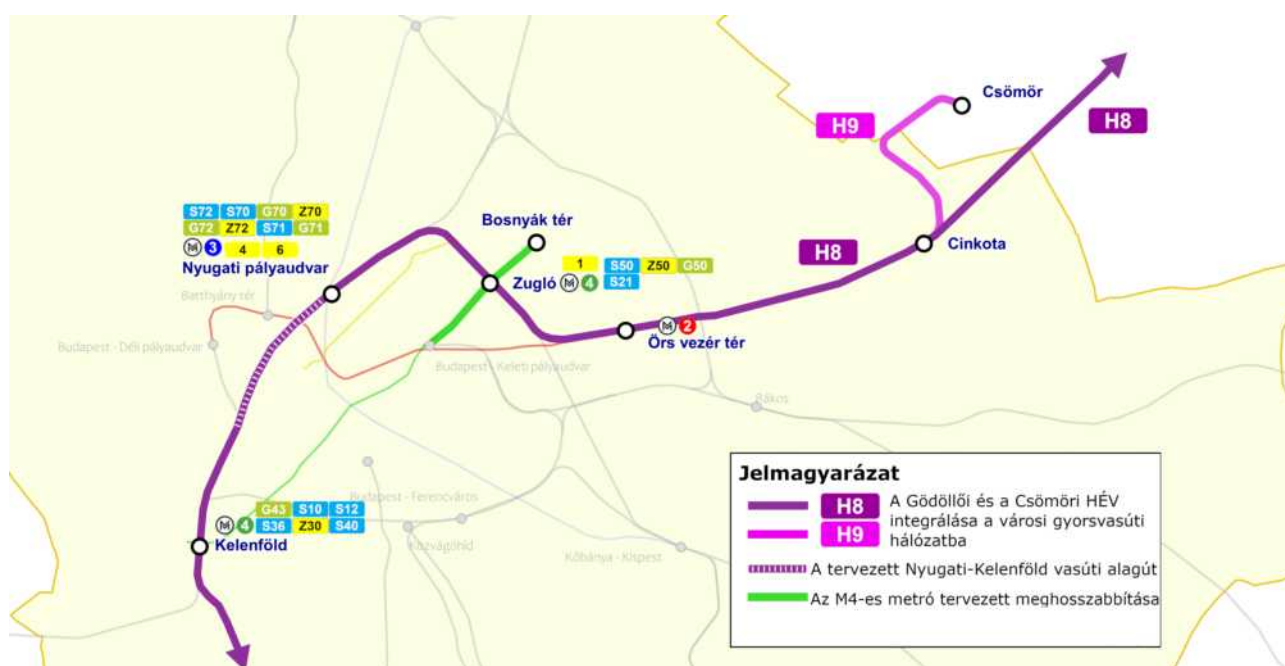 Csömör
H9
H8
S72 S70 G70 Z70
G72 Z72 S71 G71
M 3 4 6
Nyugati pályaudvar
Bosnyák tér
1 S50 Z50 G50
Zugló M 4 S21
H8
Cinkota
Batthyány tér
M 2
Örs vezér tér
Budapest - Déli pályaudvar
Budapest - Keleti pályaudvar
Rákos
Budapest - Ferencváros
G43 S10 S12
M 4 S36 Z30 S40
Kelenföld
Közvágóhíd
Kőbánya - Kispest
Jelmagyarázat
H8 A Gödöllői és a Csömöri HÉV
integrálása a városi gyorsvasúti
H9 hálózatba
A tervezett Nyugati-Kelenföld vasúti alagút
Az M4-es metró tervezett meghosszabbítása